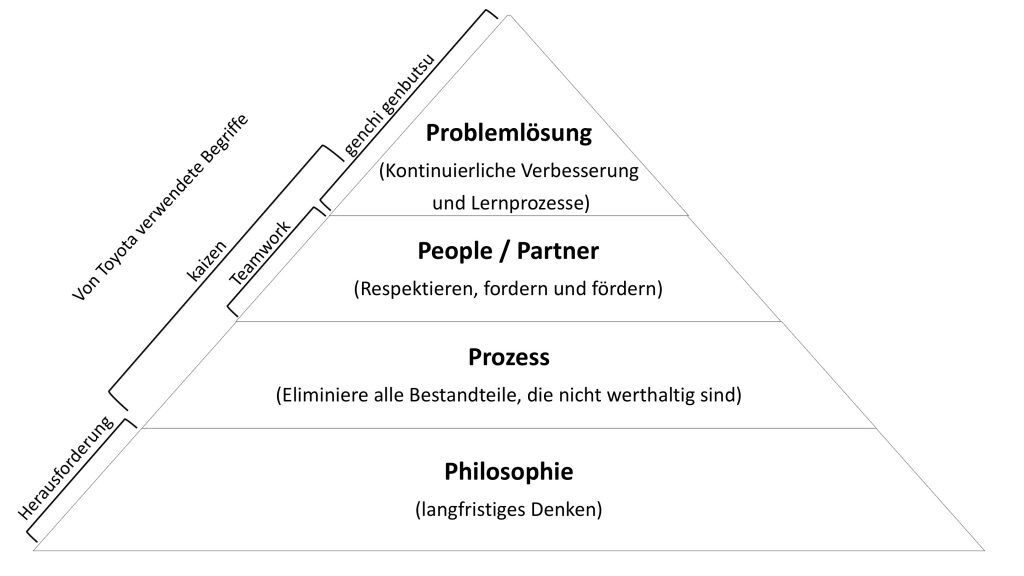 Von Toyota verwendete Begriffe
genchi genbutsu
kaizen
Teamwork
Herausforderung
Problemlösung
(Kontinuierliche Verbesserung
und Lernprozesse)
People / Partner
(Respektieren, fordern und fördern)
Prozess
(Eliminiere alle Bestandteile, die nicht werthaltig sind)
Philosophie
(langfristiges Denken)